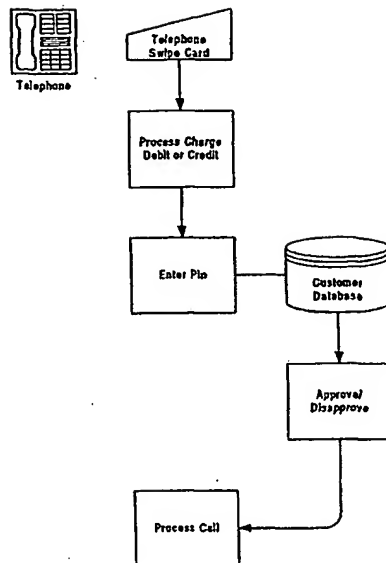 Telephone
Telephone
Swipe Card
Process Charge
Debit or Credit
Enter Pin
Customer
Database
Approve/
Disapprove
Process Call